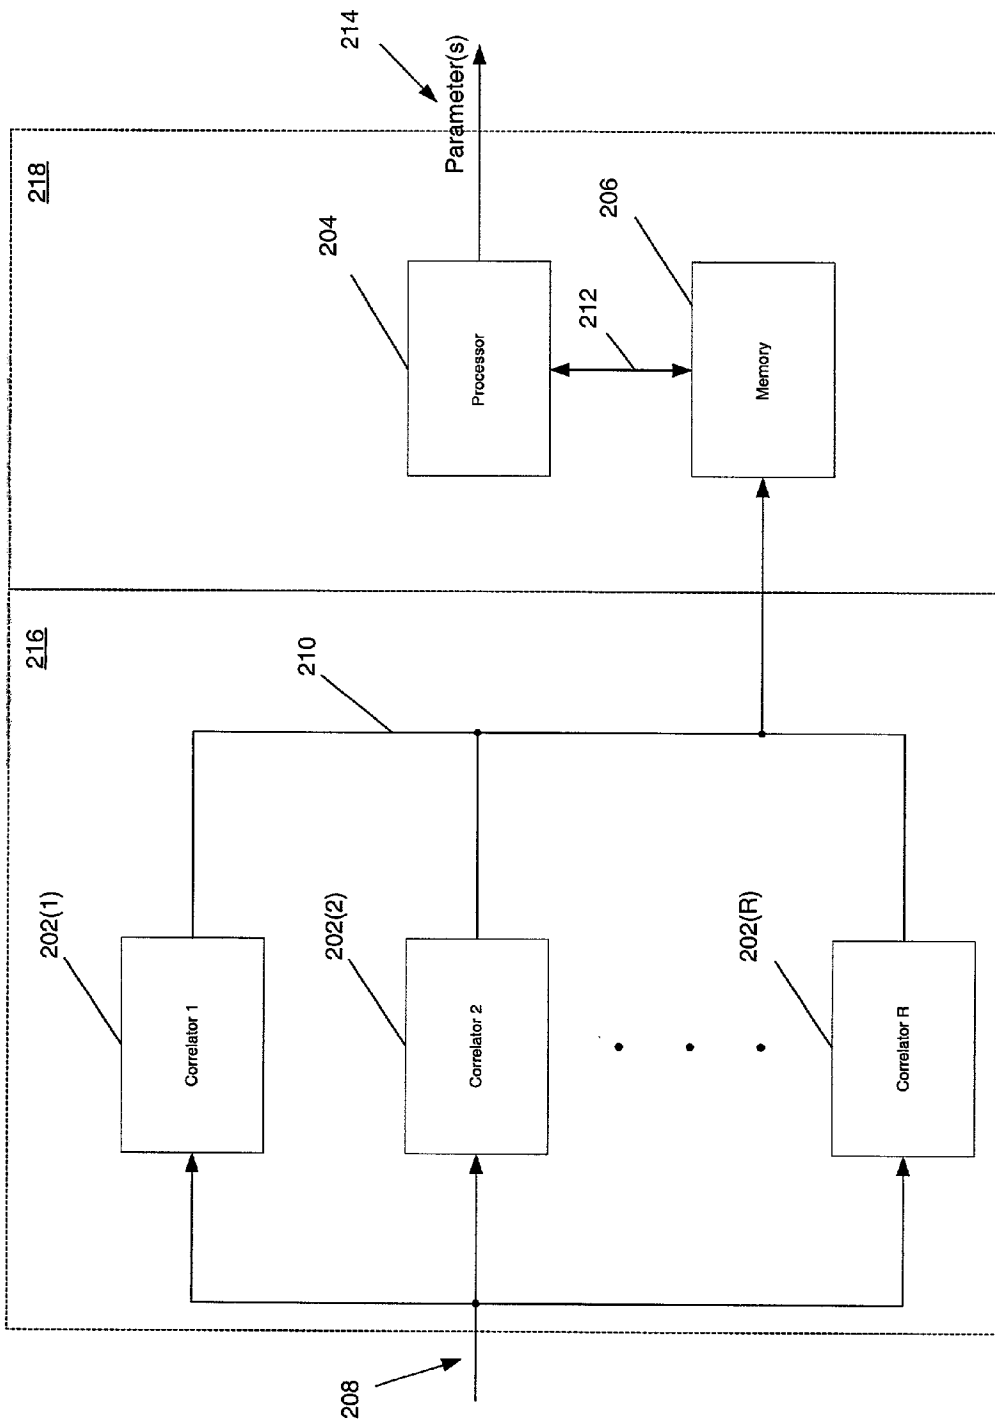 216
218
202(1)
Correlator 1
210
204
Processor
214
Parameter(s)
208
202(2)
Correlator 2
212
206
Memory
202(R)
Correlator R